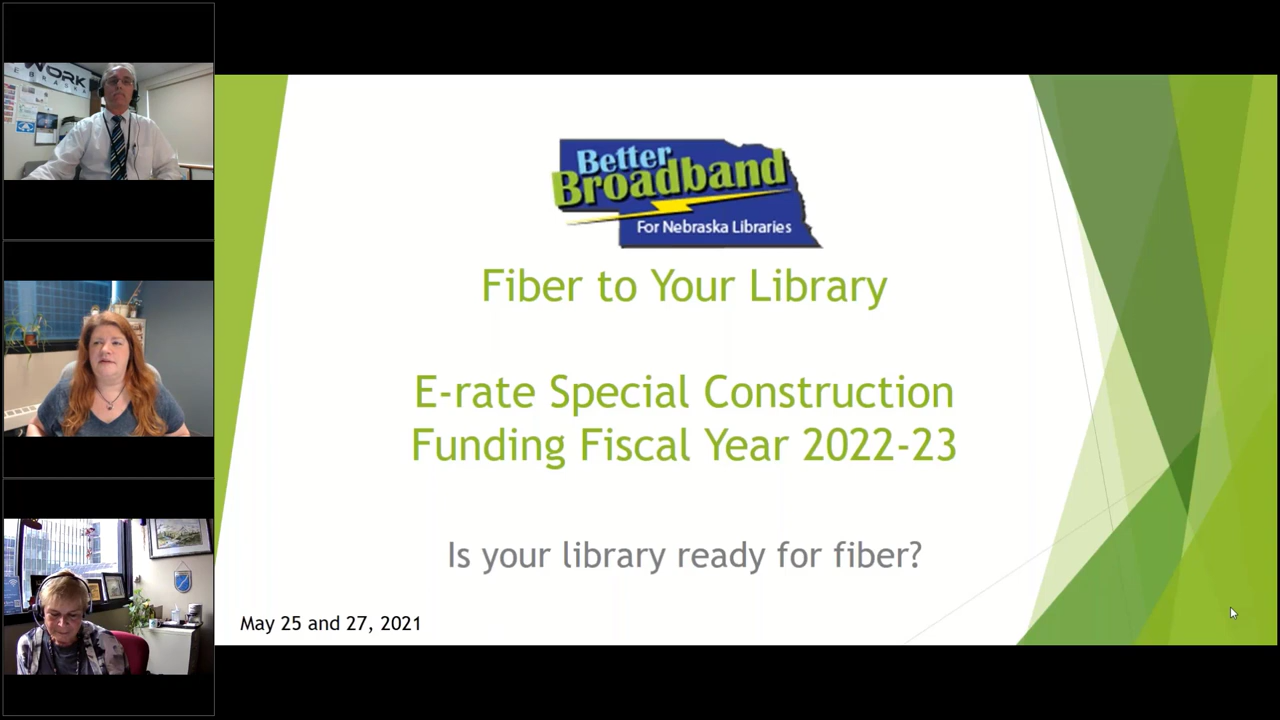 WORK
Better
Broadband
For Nebraska Libraries
Fiber to Your Library
E-rate Special Construction
Funding Fiscal Year 2022-23
Is your library ready for fiber?
May 25 and 27, 2021